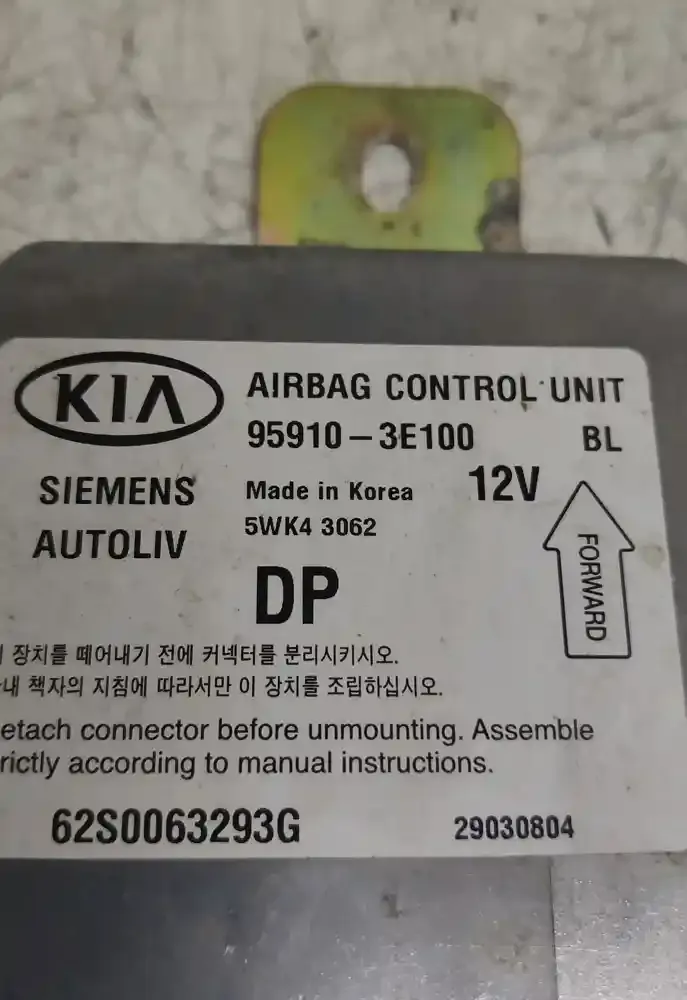 KIA
AIRBAG CONTROL UNIT
95910-3E100 BL
SIEMENS
AUTOLIV
Made in Korea 12V
5WK4 3062
DP
FORWARD
장치를 떼어내기 전에 커넥터를 분리시키시오.
책자의 지침에 따라서만 이 장치를 조립하십시오.
etach connector before unmounting. Assemble
rictly according to manual instructions.
62S0063293G 29030804